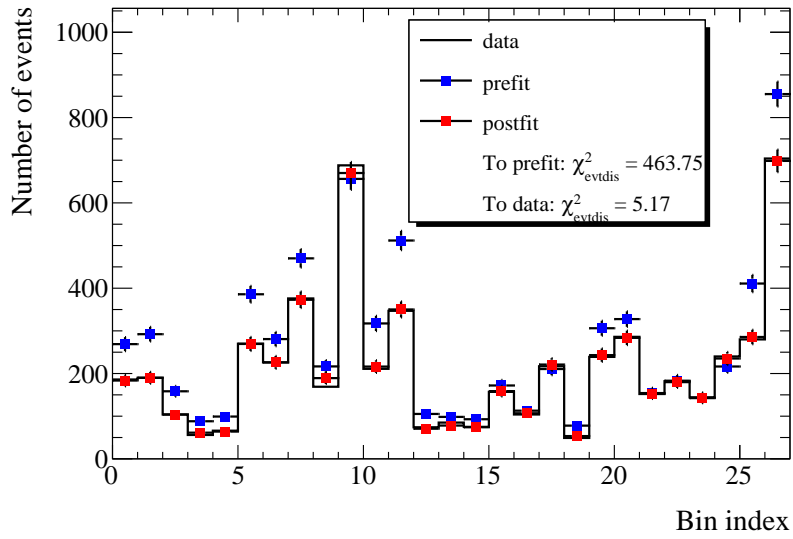 Number of events
1000
800
600
400
200
0
data
prefit
postfit
To prefit: χ²evtdis = 463.75
To data: χ²evtdis = 5.17
0 5 10 15 20 25
Bin index